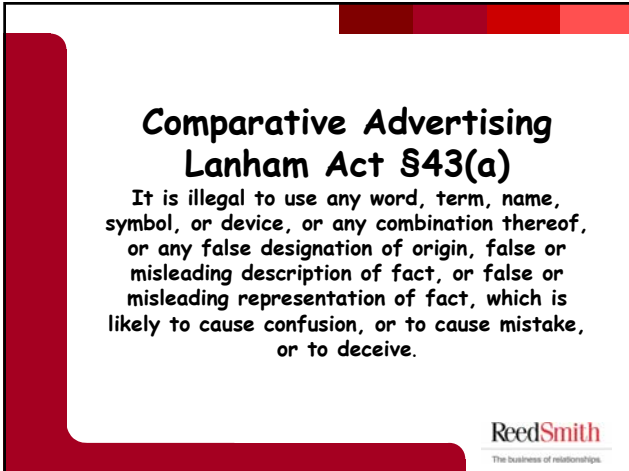 Comparative Advertising
Lanham Act §43(a)
It is illegal to use any word, term, name,
symbol, or device, or any combination thereof,
or any false designation of origin, false or
misleading description of fact, or false or
misleading representation of fact, which is
likely to cause confusion, or to cause mistake,
or to deceive.
ReedSmith
The business of relationships.